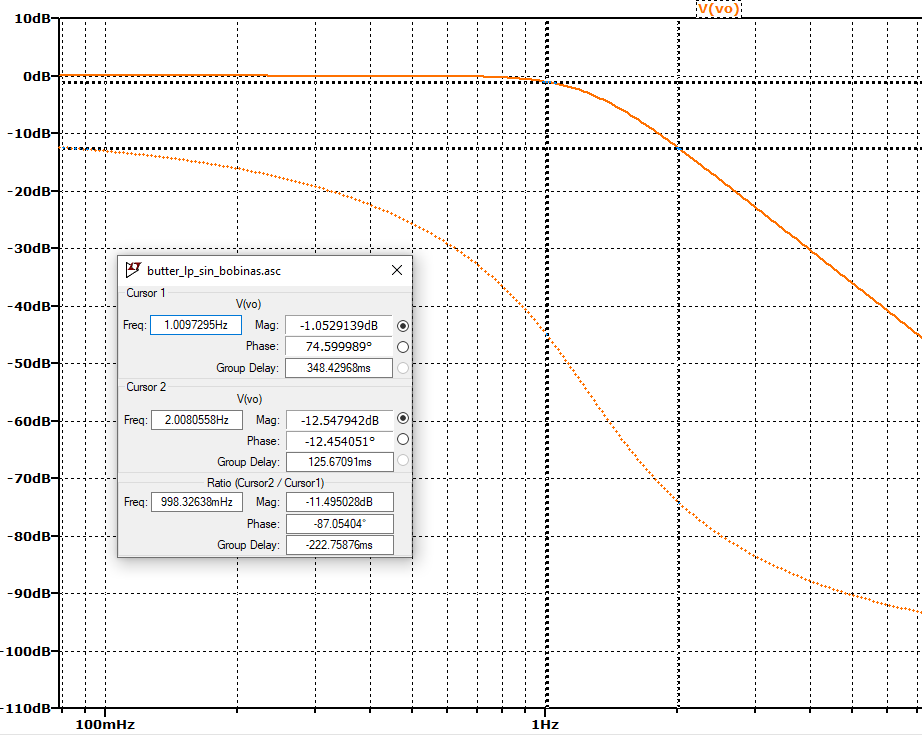 V(vo)
10dB
0dB
-10dB
-20dB
-30dB
-40dB
-50dB
-60dB
-70dB
-80dB
-90dB
-100dB
-110dB
100mHz
1Hz
butter_lp_sin_bobinas.asc
Cursor 1
V(vo)
Freq: 1.0097295Hz Mag: -1.0529139dB
Phase: 74.599989°
Group Delay: 348.42968ms
Cursor 2
V(vo)
Freq: 2.0080558Hz Mag: -12.547942dB
Phase: -12.454051°
Group Delay: 125.67091ms
Ratio (Cursor2 / Cursor1)
Freq: 998.32638mHz Mag: -11.495028dB
Phase: -87.05404°
Group Delay: -222.75876ms